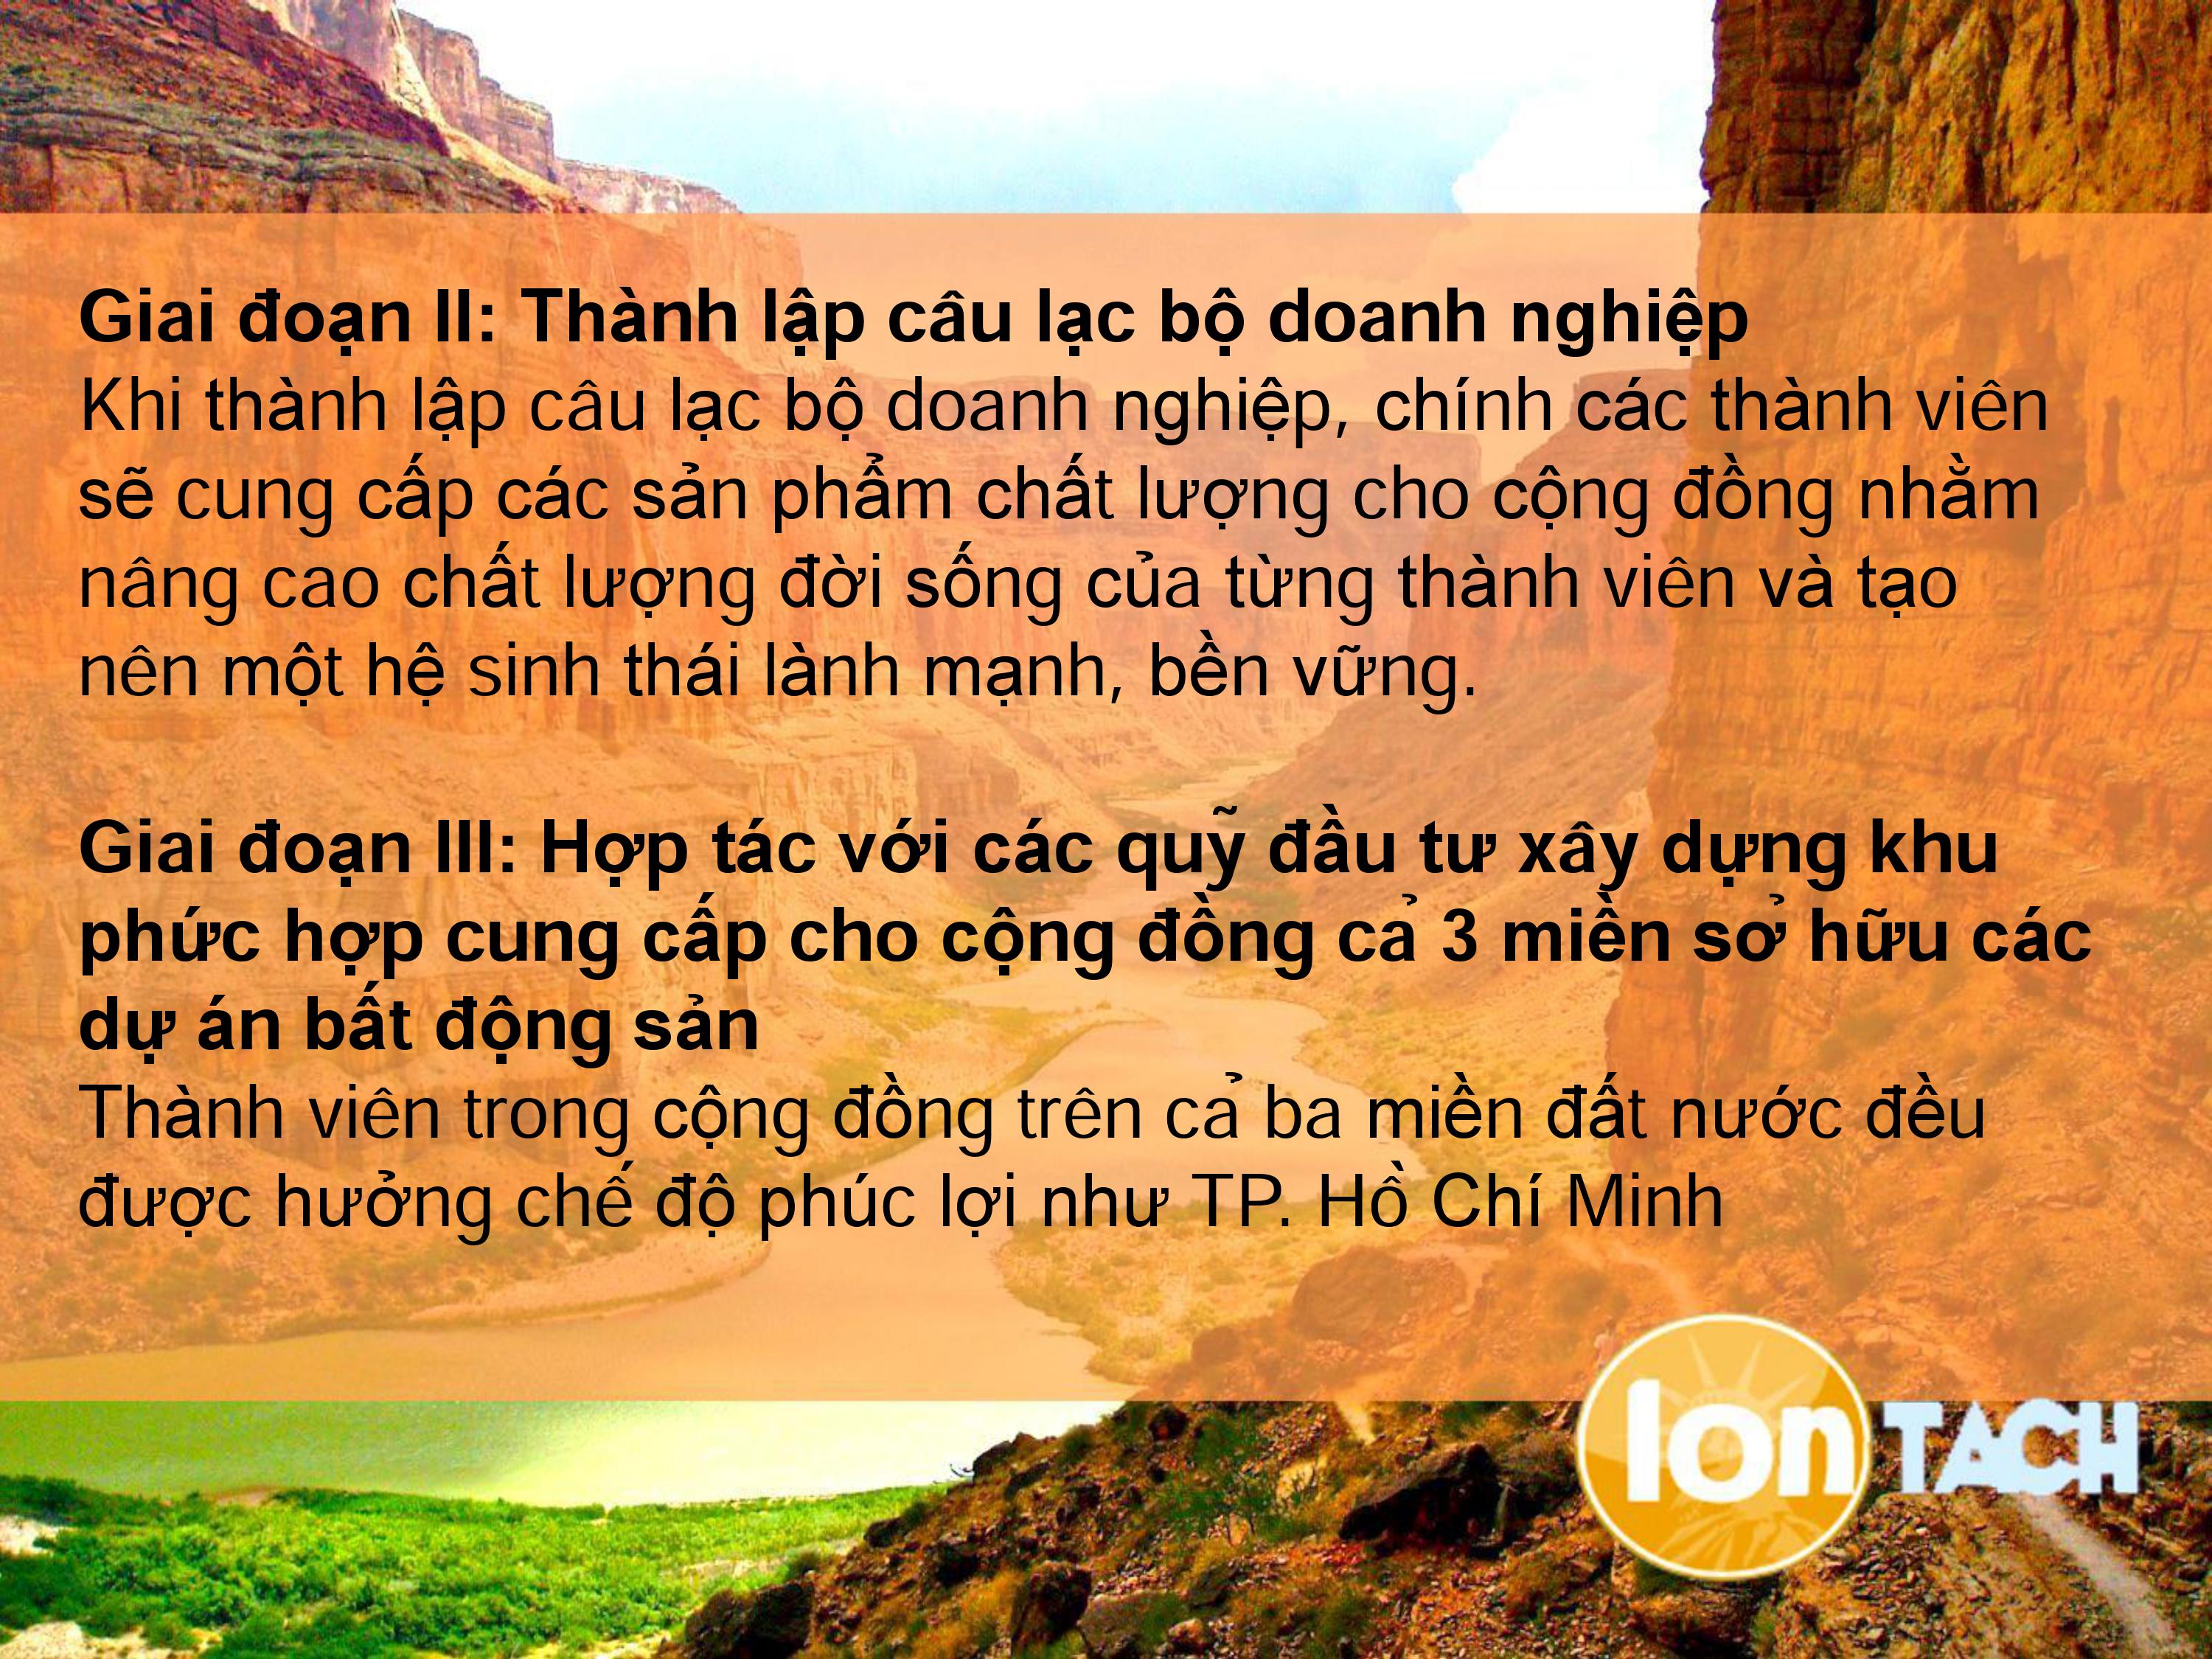 Giai đoạn II: Thành lập câu lạc bộ doanh nghiệp
Khi thành lập câu lạc bộ doanh nghiệp, chính các thành viên
sẽ cung cấp các sản phẩm chất lượng cho cộng đồng nhằm
nâng cao chất lượng đời sống của từng thành viên và tạo
nên một hệ sinh thái lành mạnh, bền vững.
Giai đoạn III: Hợp tác với các quỹ đầu tư xây dựng khu
phức hợp cung cấp cho cộng đồng cả 3 miền sở hữu các
dự án bất động sản
Thành viên trong cộng đồng trên cả ba miền đất nước đều
được hưởng chế độ phúc lợi như TP. Hồ Chí Minh
Ion TACH